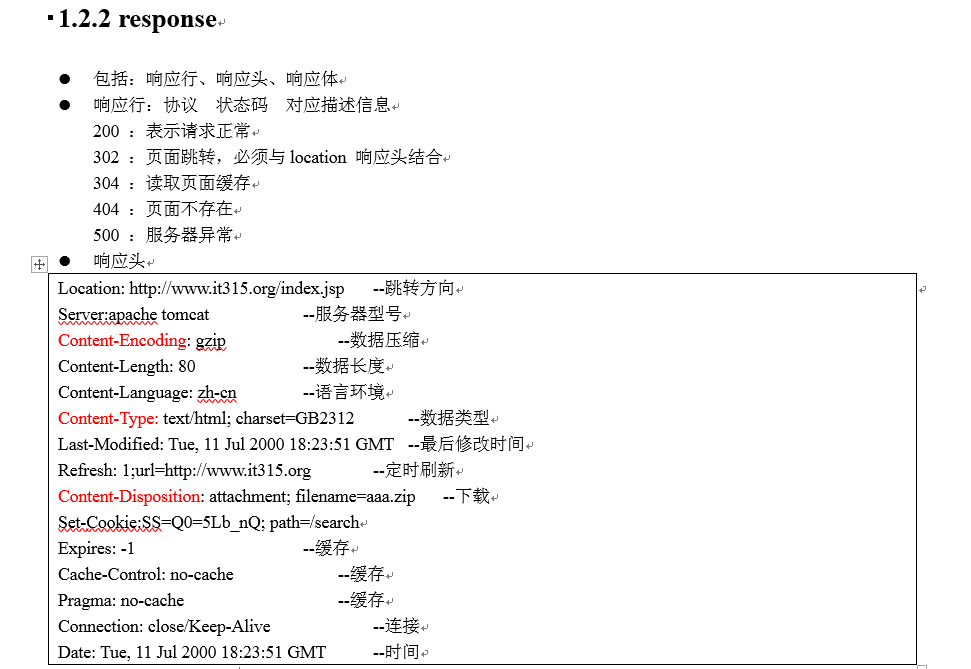 1.2.2 response
包括：响应行、响应头、响应体
响应行：协议 状态码 对应描述信息
200 ：表示请求正常
302 ：页面跳转，必须与 location 响应头结合
304 ：读取页面缓存
404 ：页面不存在
500 ：服务器异常
响应头
Location: http://www.it315.org/index.jsp --跳转方向
Server:apache tomcat --服务器型号
Content-Encoding: gzip --数据压缩
Content-Length: 80 --数据长度
Content-Language: zh-cn --语言环境
Content-Type: text/html; charset=GB2312 --数据类型
Last-Modified: Tue, 11 Jul 2000 18:23:51 GMT --最后修改时间
Refresh: 1;url=http://www.it315.org --定时刷新
Content-Disposition: attachment; filename=aaa.zip --下载
Set-Cookie:SS=Q0=5Lb_nQ; path=/search
Expires: -1 --缓存
Cache-Control: no-cache --缓存
Pragma: no-cache --缓存
Connection: close/Keep-Alive --连接
Date: Tue, 11 Jul 2000 18:23:51 GMT --时间